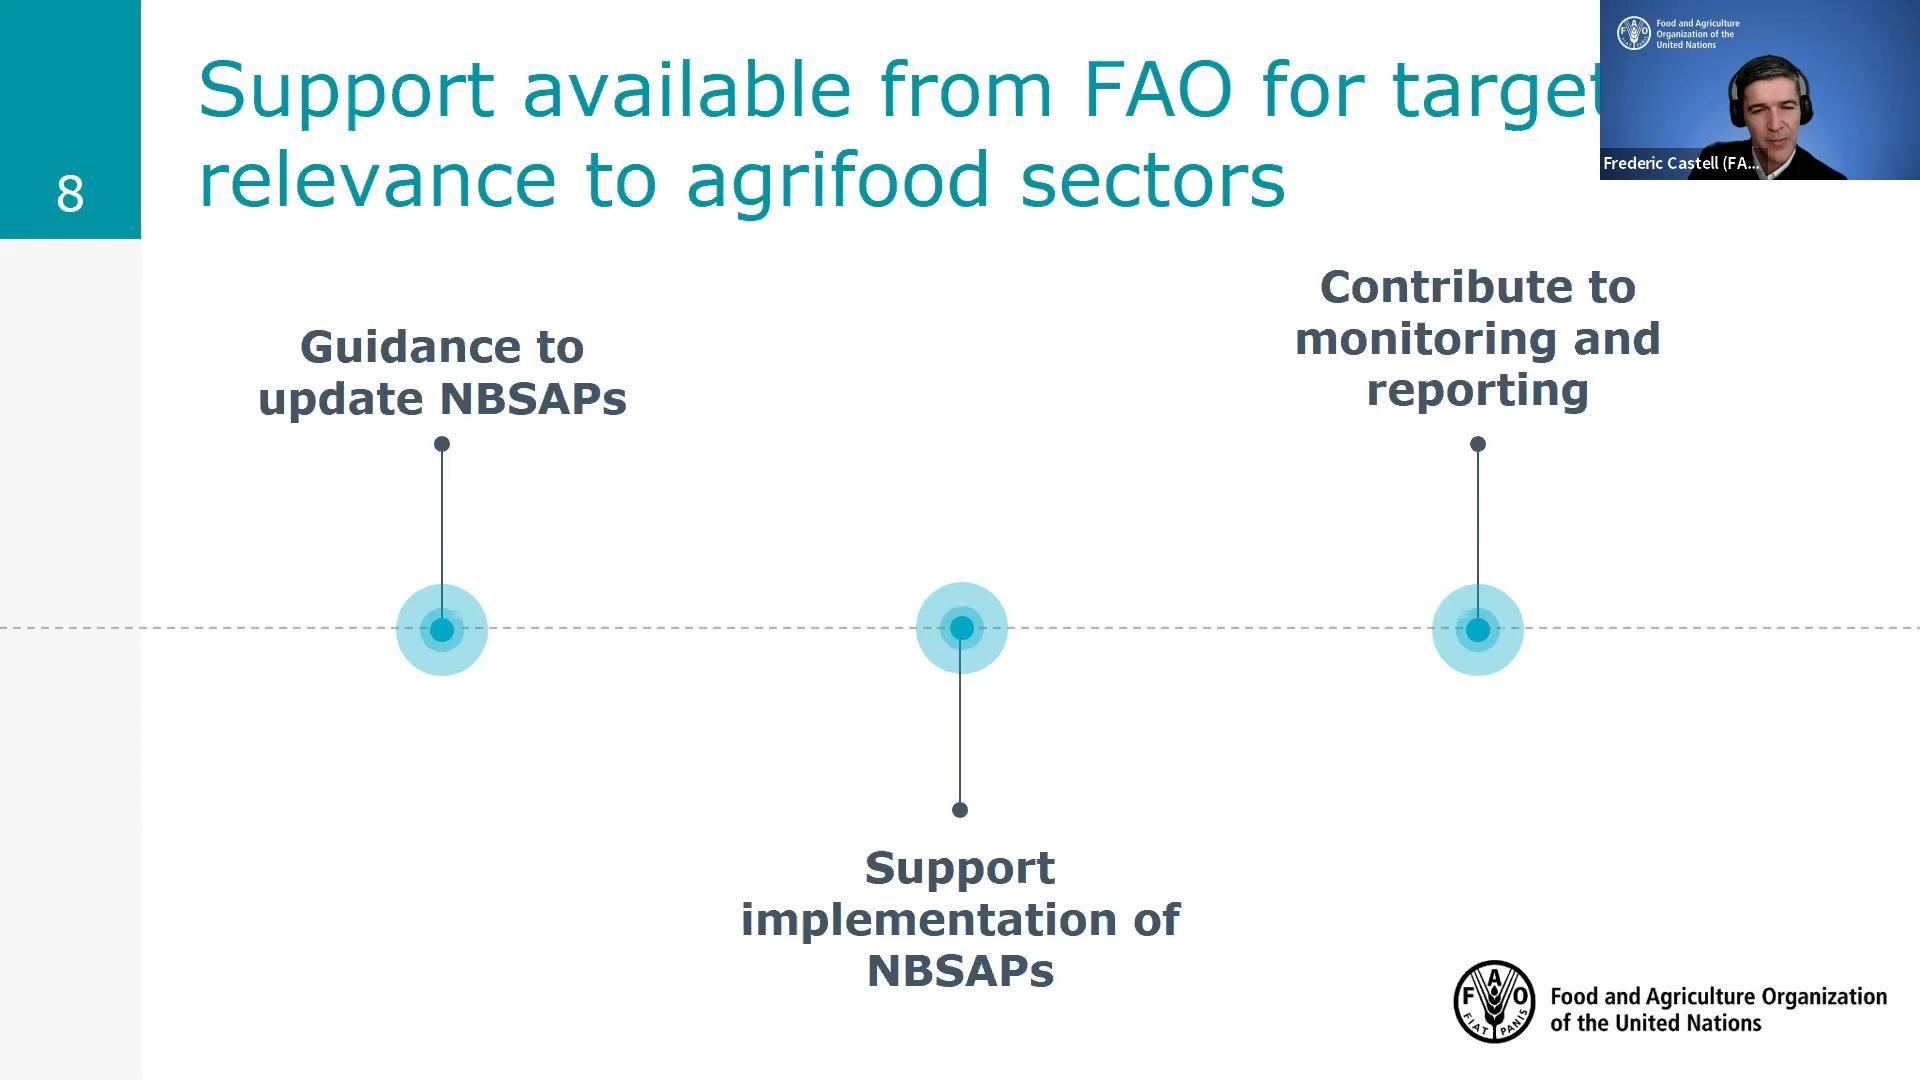 Support available from FAO for target
relevance to agrifood sectors
8
Food and Agriculture
Organization of the
United Nations
Frederic Castell (FA...
Guidance to
update NBSAPs
Contribute to
monitoring and
reporting
Support
implementation of
NBSAPs
F A O
FIAT PANIS
Food and Agriculture Organization
of the United Nations